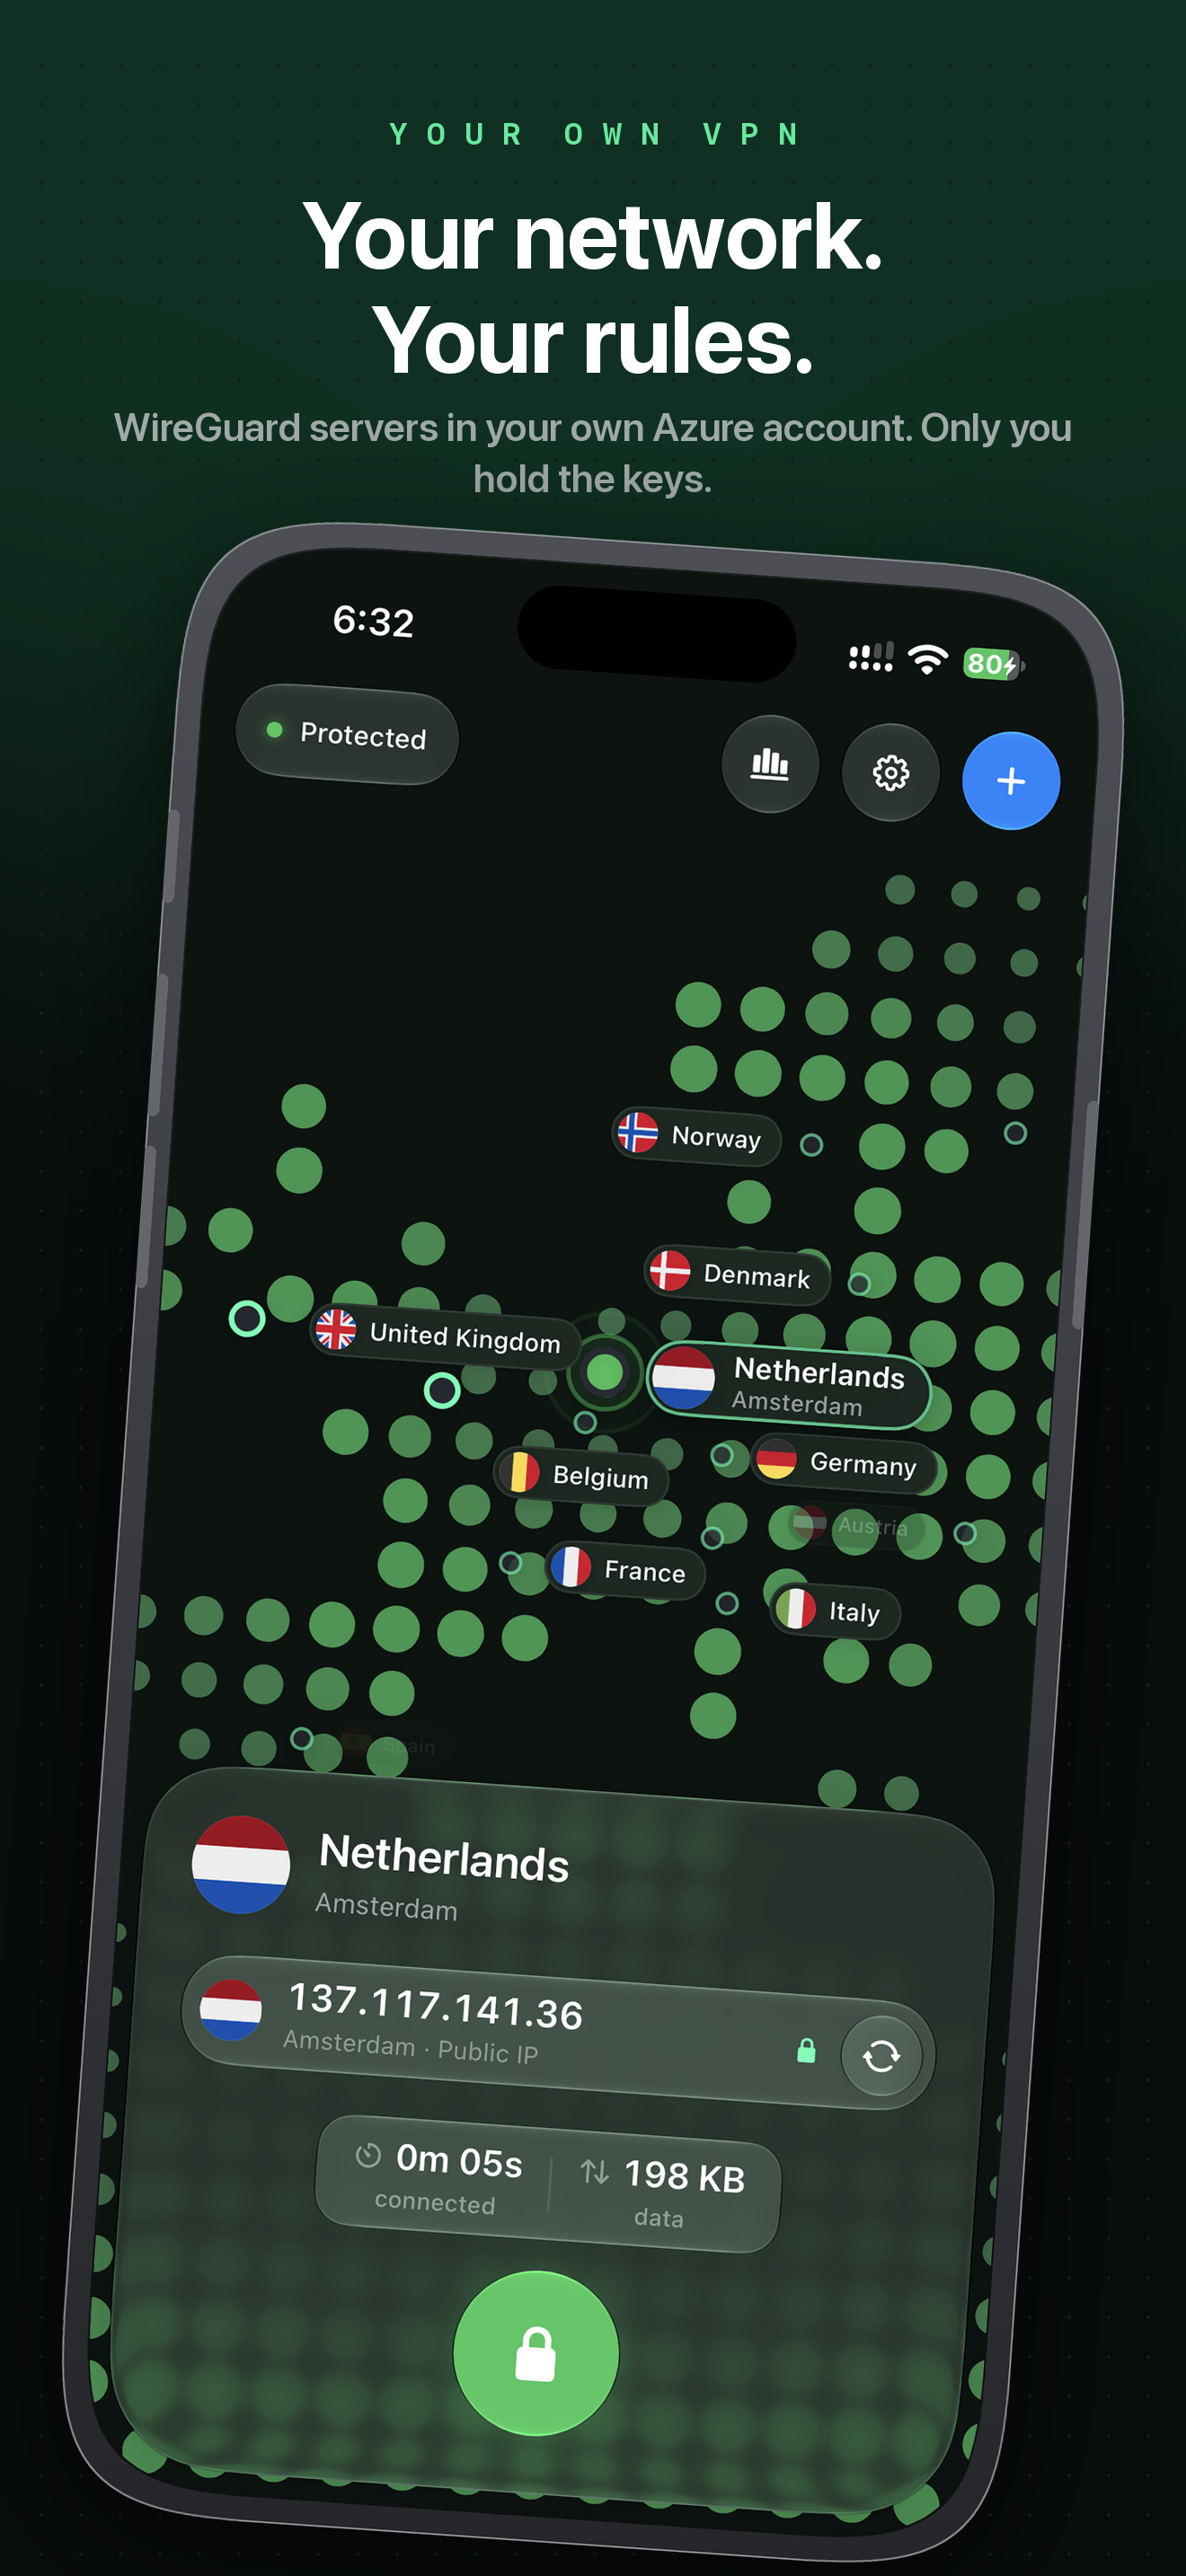 YOUR OWN VPN
Your network.
Your rules.
WireGuard servers in your own Azure account. Only you
hold the keys.
6:32
80
Protected
Norway
Denmark
United Kingdom
Netherlands
Amsterdam
Belgium
Germany
Austria
France
Italy
Spain
Netherlands
Amsterdam
137.117.141.36
Amsterdam · Public IP
0m 05s
connected
198 KB
data